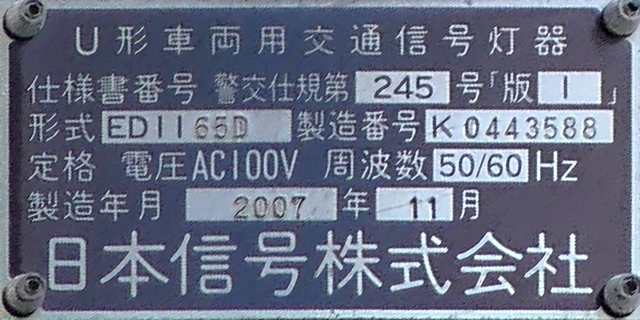 U形車両用交通信号灯器
仕様書番号 警交仕規第 245 号「版 1 」
形式 ED1165D 製造番号 K0443588
定格 電圧AC100V 周波数 50/60 Hz
製造年月 2007 年 11 月
日本信号株式会社